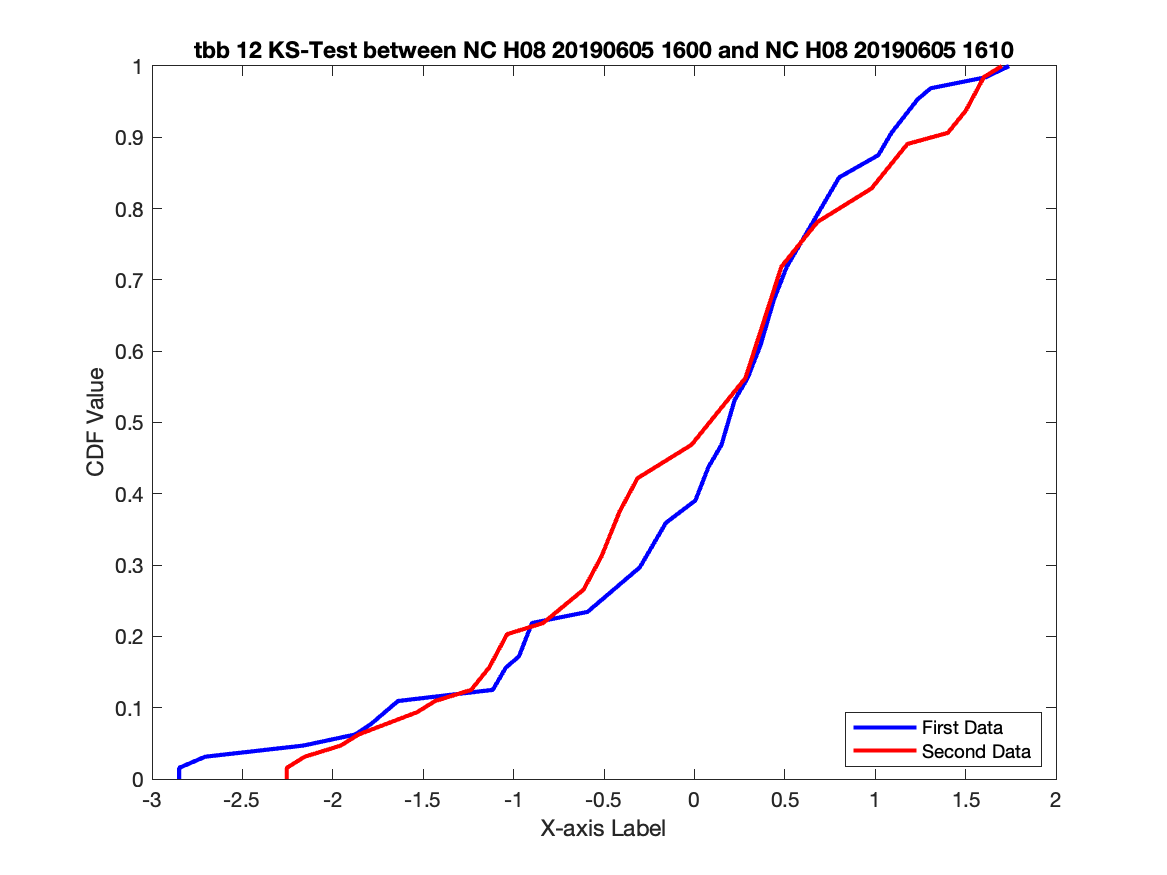 tbb 12 KS-Test between NC H08 20190605 1600 and NC H08 20190605 1610
1
0.9
0.8
0.7
0.6
0.5
0.4
0.3
0.2
0.1
0
CDF Value
First Data
Second Data
-3 -2.5 -2 -1.5 -1 -0.5 0 0.5 1 1.5 2
X-axis Label